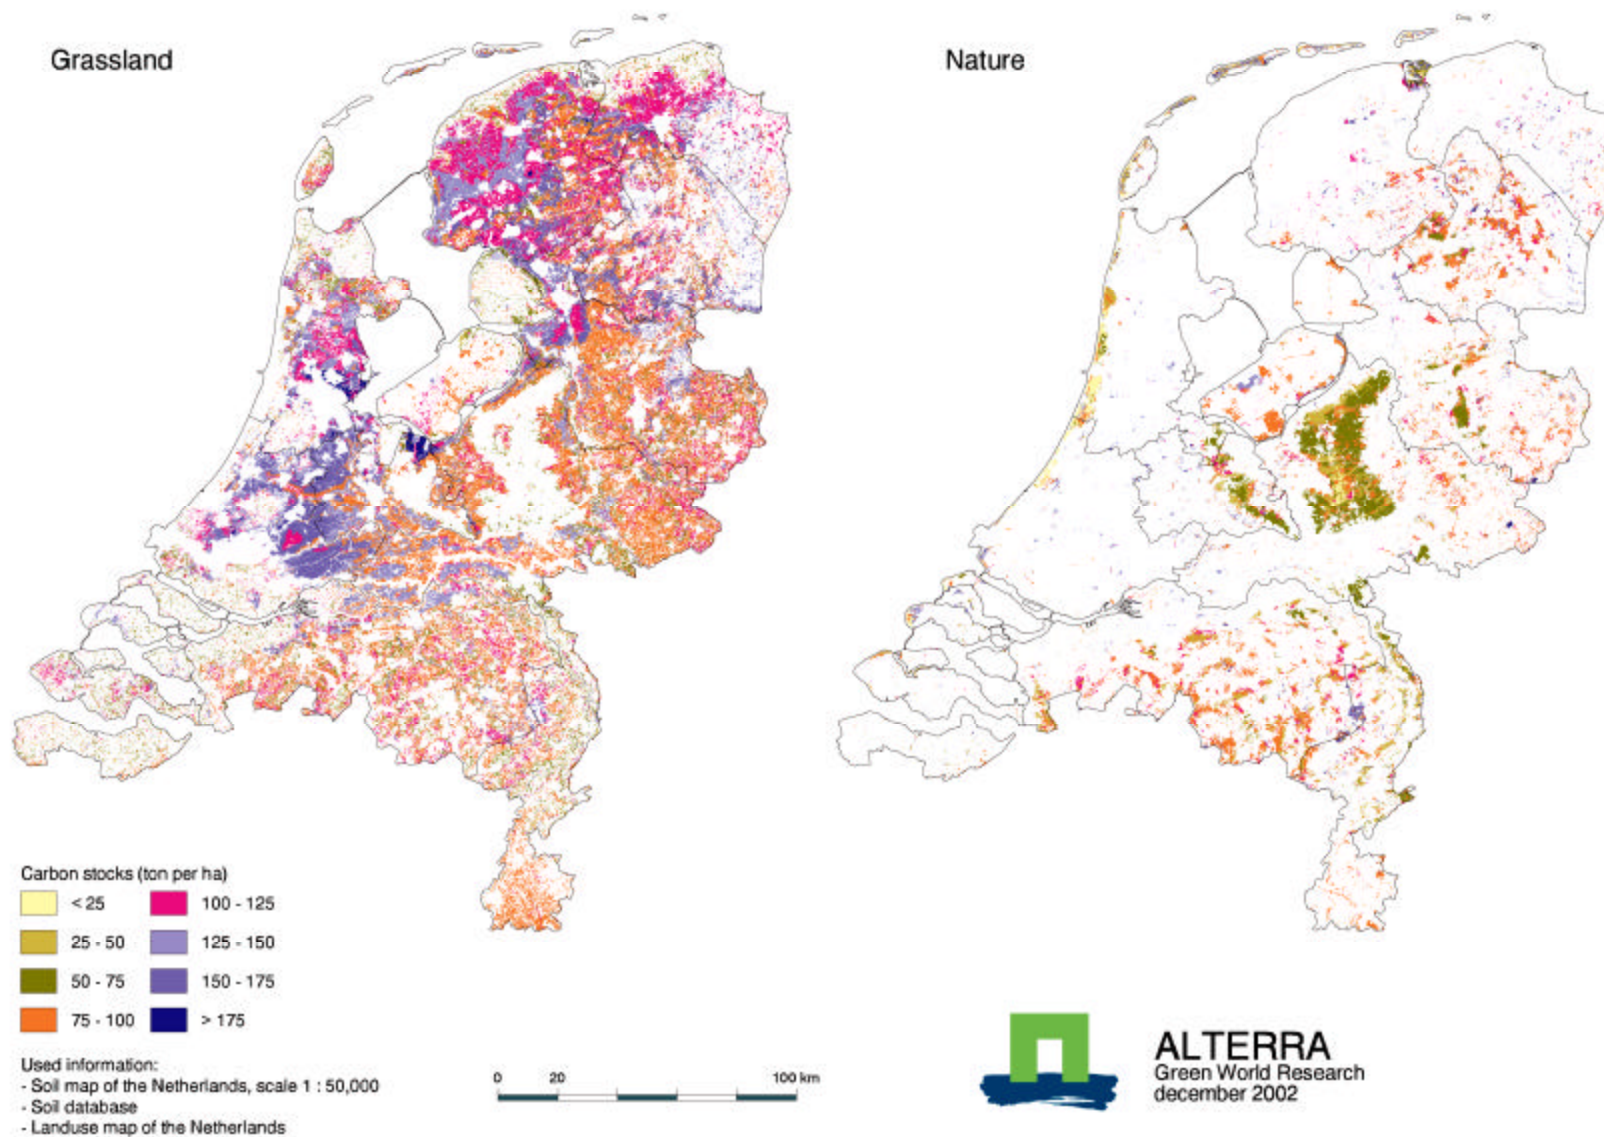 Grassland
Nature
Carbon stocks (ton per ha)
< 25
100 - 125
25 - 50
125 - 150
50 - 75
150 - 175
75 - 100
> 175
Used information:
- Soil map of the Netherlands, scale 1 : 50,000
- Soil database
- Landuse map of the Netherlands
0 20 100 km
ALTERRA
Green World Research
december 2002